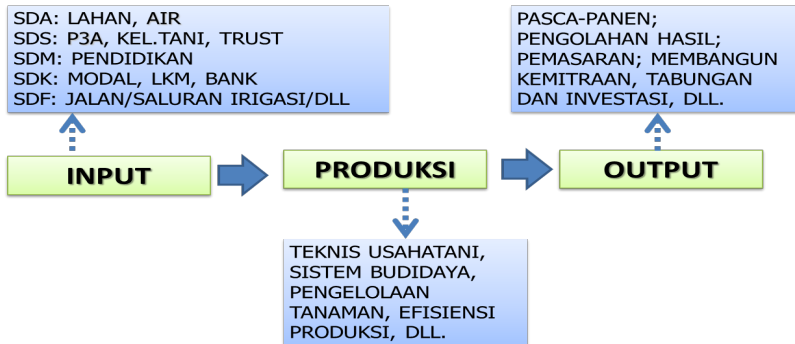 SDA: LAHAN, AIR
SDS: P3A, KEL.TANI, TRUST
SDM: PENDIDIKAN
SDK: MODAL, LKM, BANK
SDF: JALAN/SALURAN IRIGASI/DLL
PASCA-PANEN;
PENGOLAHAN HASIL;
PEMASARAN; MEMBANGUN
KEMITRAAN, TABUNGAN
DAN INVESTASI, DLL.
INPUT
PRODUKSI
OUTPUT
TEKNIS USAHATANI,
SISTEM BUDIDAYA,
PENGELOLAAN
TANAMAN, EFISIENSI
PRODUKSI, DLL.